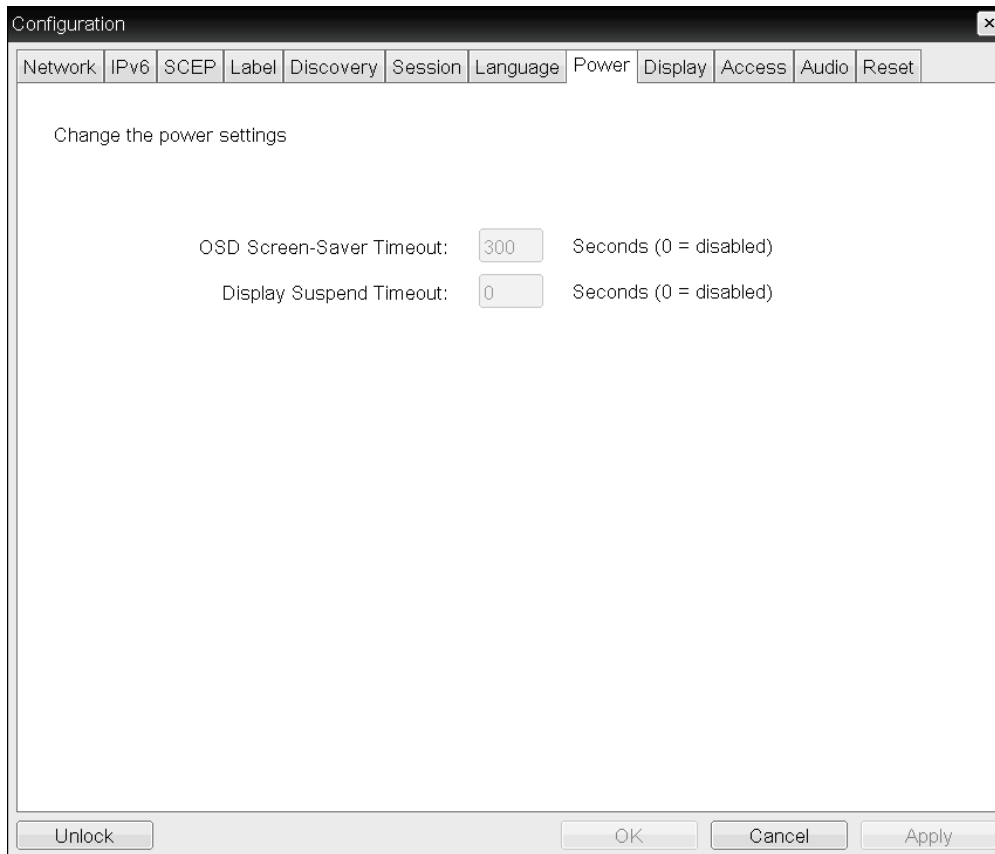 Configuration
Network IPv6 SCEP Label Discovery Session Language Power Display Access Audio Reset
Change the power settings
OSD Screen-Saver Timeout: 300 Seconds (0 = disabled)
Display Suspend Timeout: 0 Seconds (0 = disabled)
Unlock OK Cancel Apply